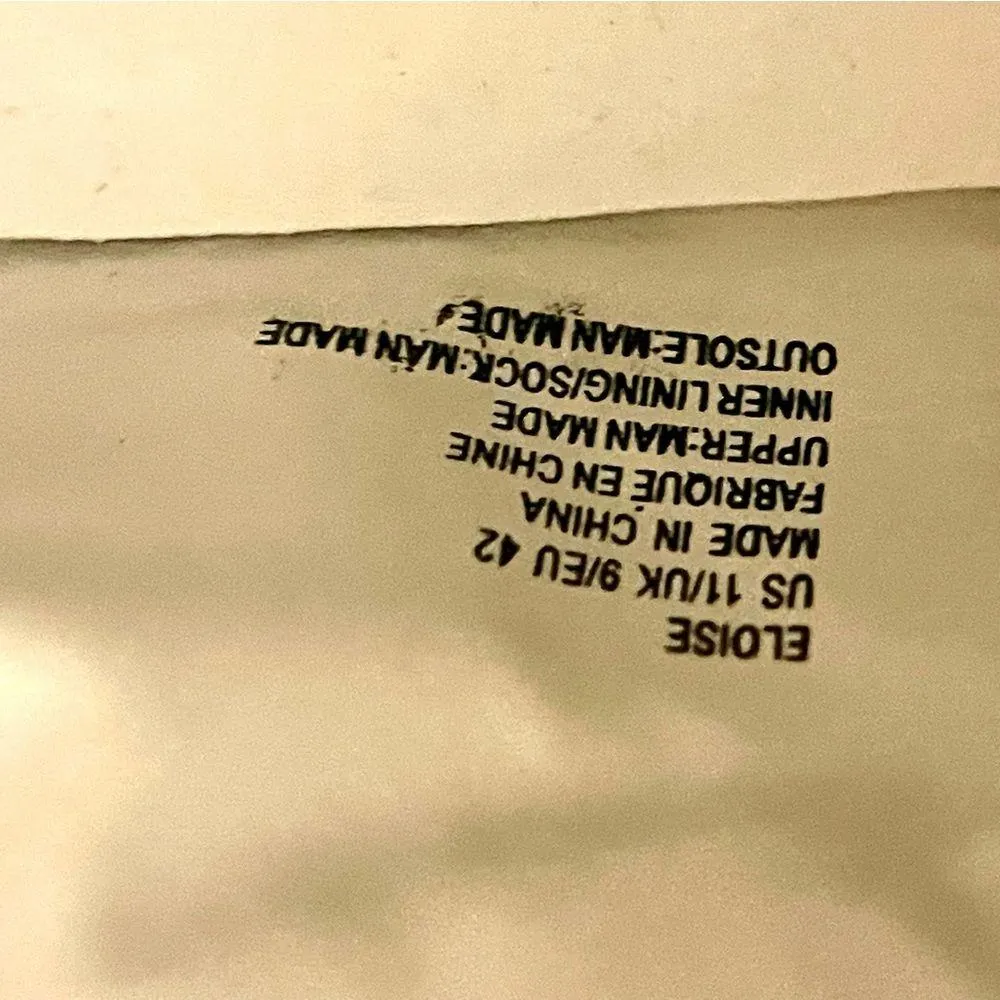 ELOISE
US 11/UK 9/EU 42
MADE IN CHINA
FABRIQUÉ EN CHINE
UPPER:MAN MADE
INNER LINING/SOCK:MAN MADE
OUTSOLE:MAN MADE